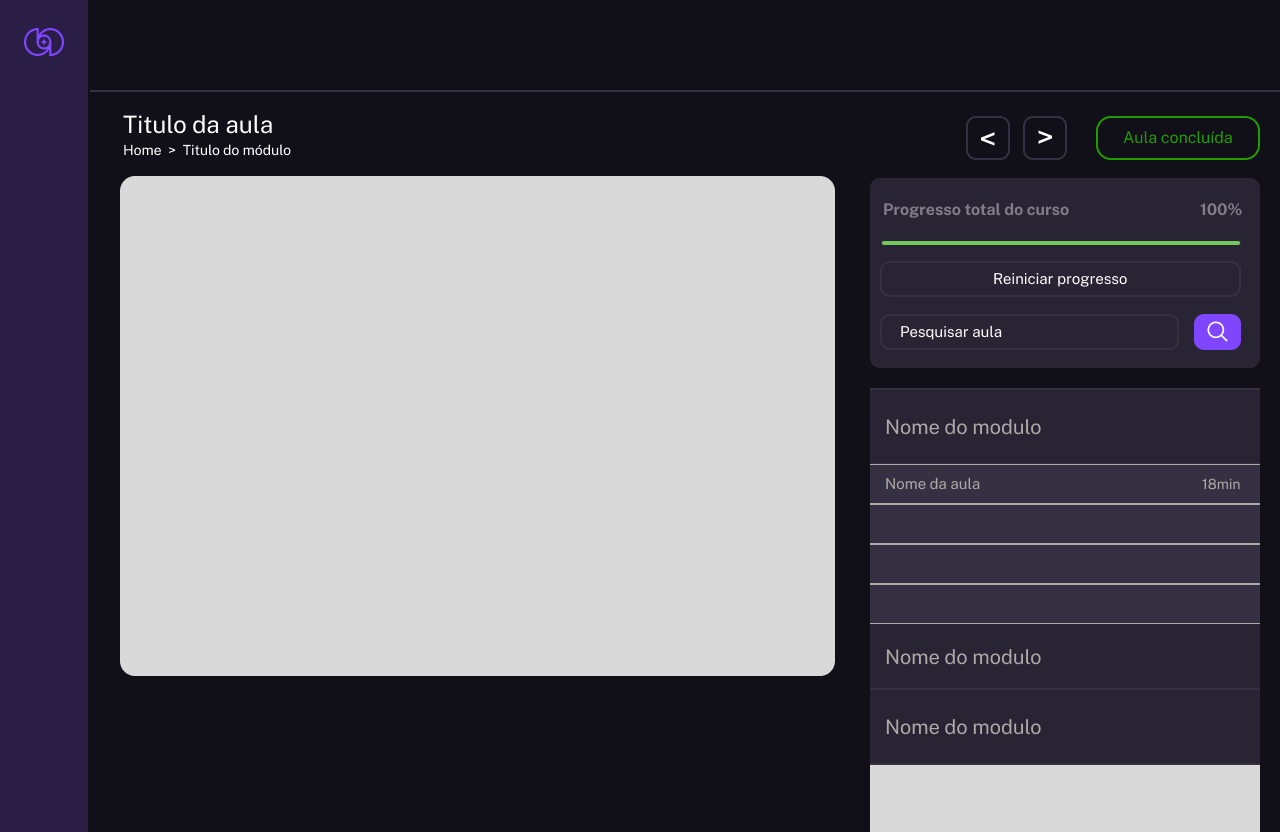 Titulo da aula
Home > Titulo do módulo
< > Aula concluída
Progresso total do curso 100%
Reiniciar progresso
Pesquisar aula
Nome do modulo
Nome da aula 18min
Nome do modulo
Nome do modulo